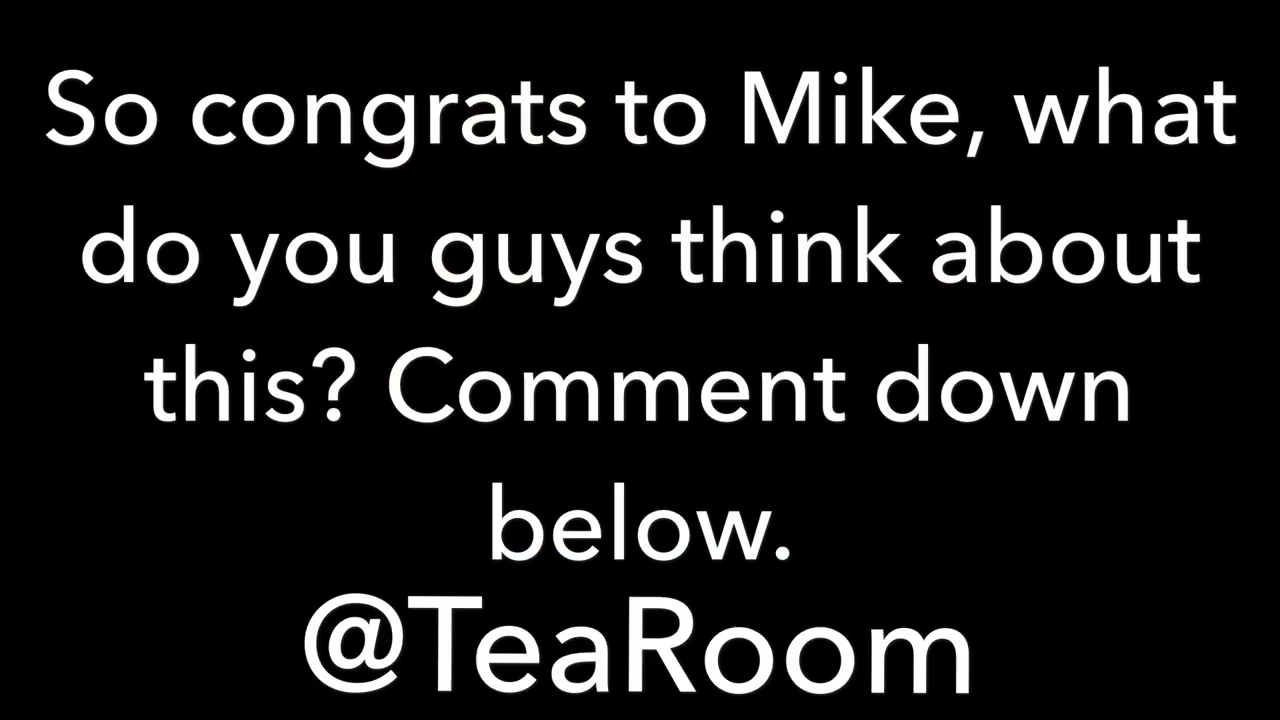 So congrats to Mike, what
do you guys think about
this? Comment down
below.
@TeaRoom